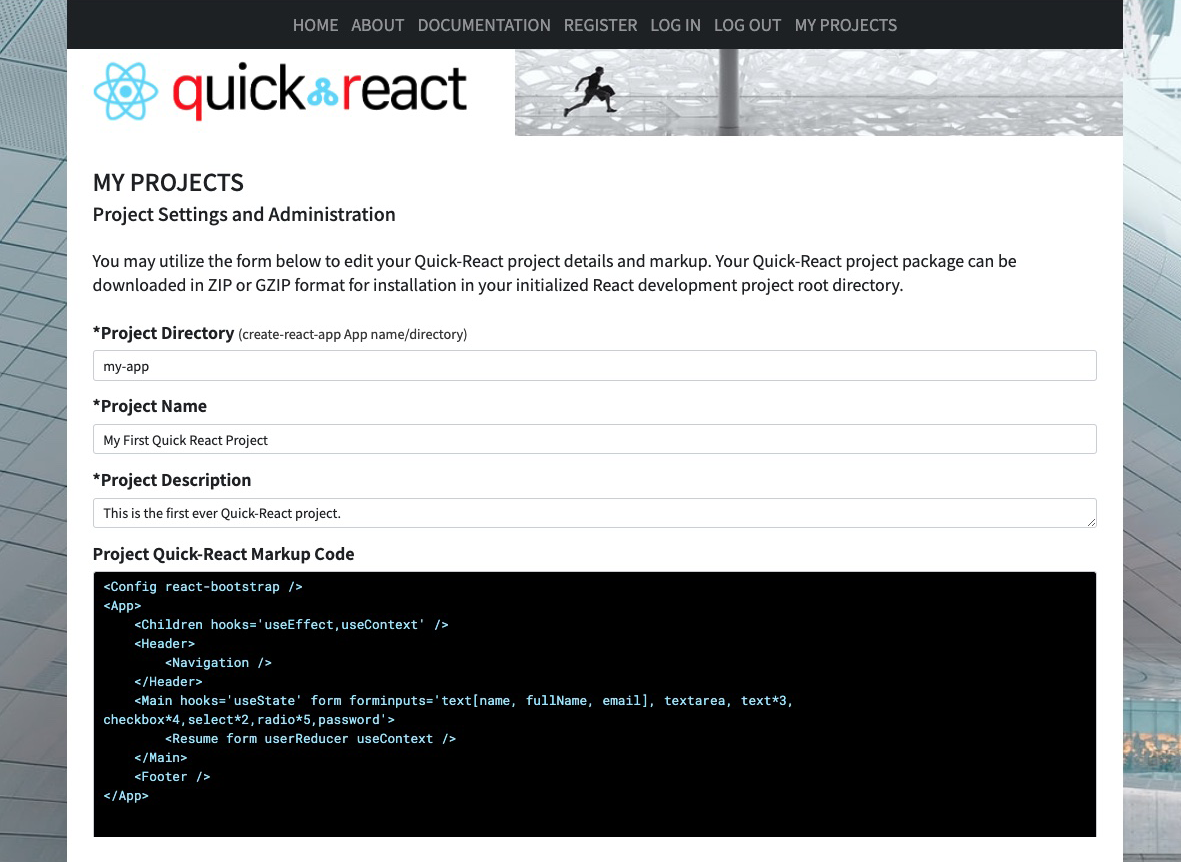 HOME ABOUT DOCUMENTATION REGISTER LOG IN LOG OUT MY PROJECTS
quick react
MY PROJECTS
Project Settings and Administration
You may utilize the form below to edit your Quick-React project details and markup. Your Quick-React project package can be
downloaded in ZIP or GZIP format for installation in your initialized React development project root directory.
*Project Directory (create-react-app App name/directory)
my-app
*Project Name
My First Quick React Project
*Project Description
This is the first ever Quick-React project.
Project Quick-React Markup Code
<Config react-bootstrap />
<App>
    <Children hooks='useEffect,useContext' />
    <Header>
        <Navigation />
    </Header>
    <Main hooks='useState' form forminputs='text[name, fullName, email], textarea, text*3,
checkbox*4,select*2,radio*5,password'>
        <Resume form userReducer useContext />
    </Main>
    <Footer />
</App>